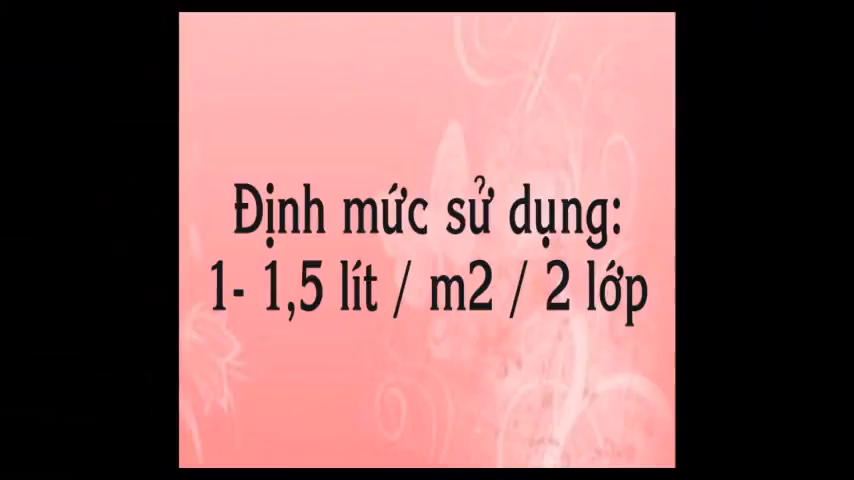 Định mức sử dụng:
1- 1,5 lít / m2 / 2 lớp